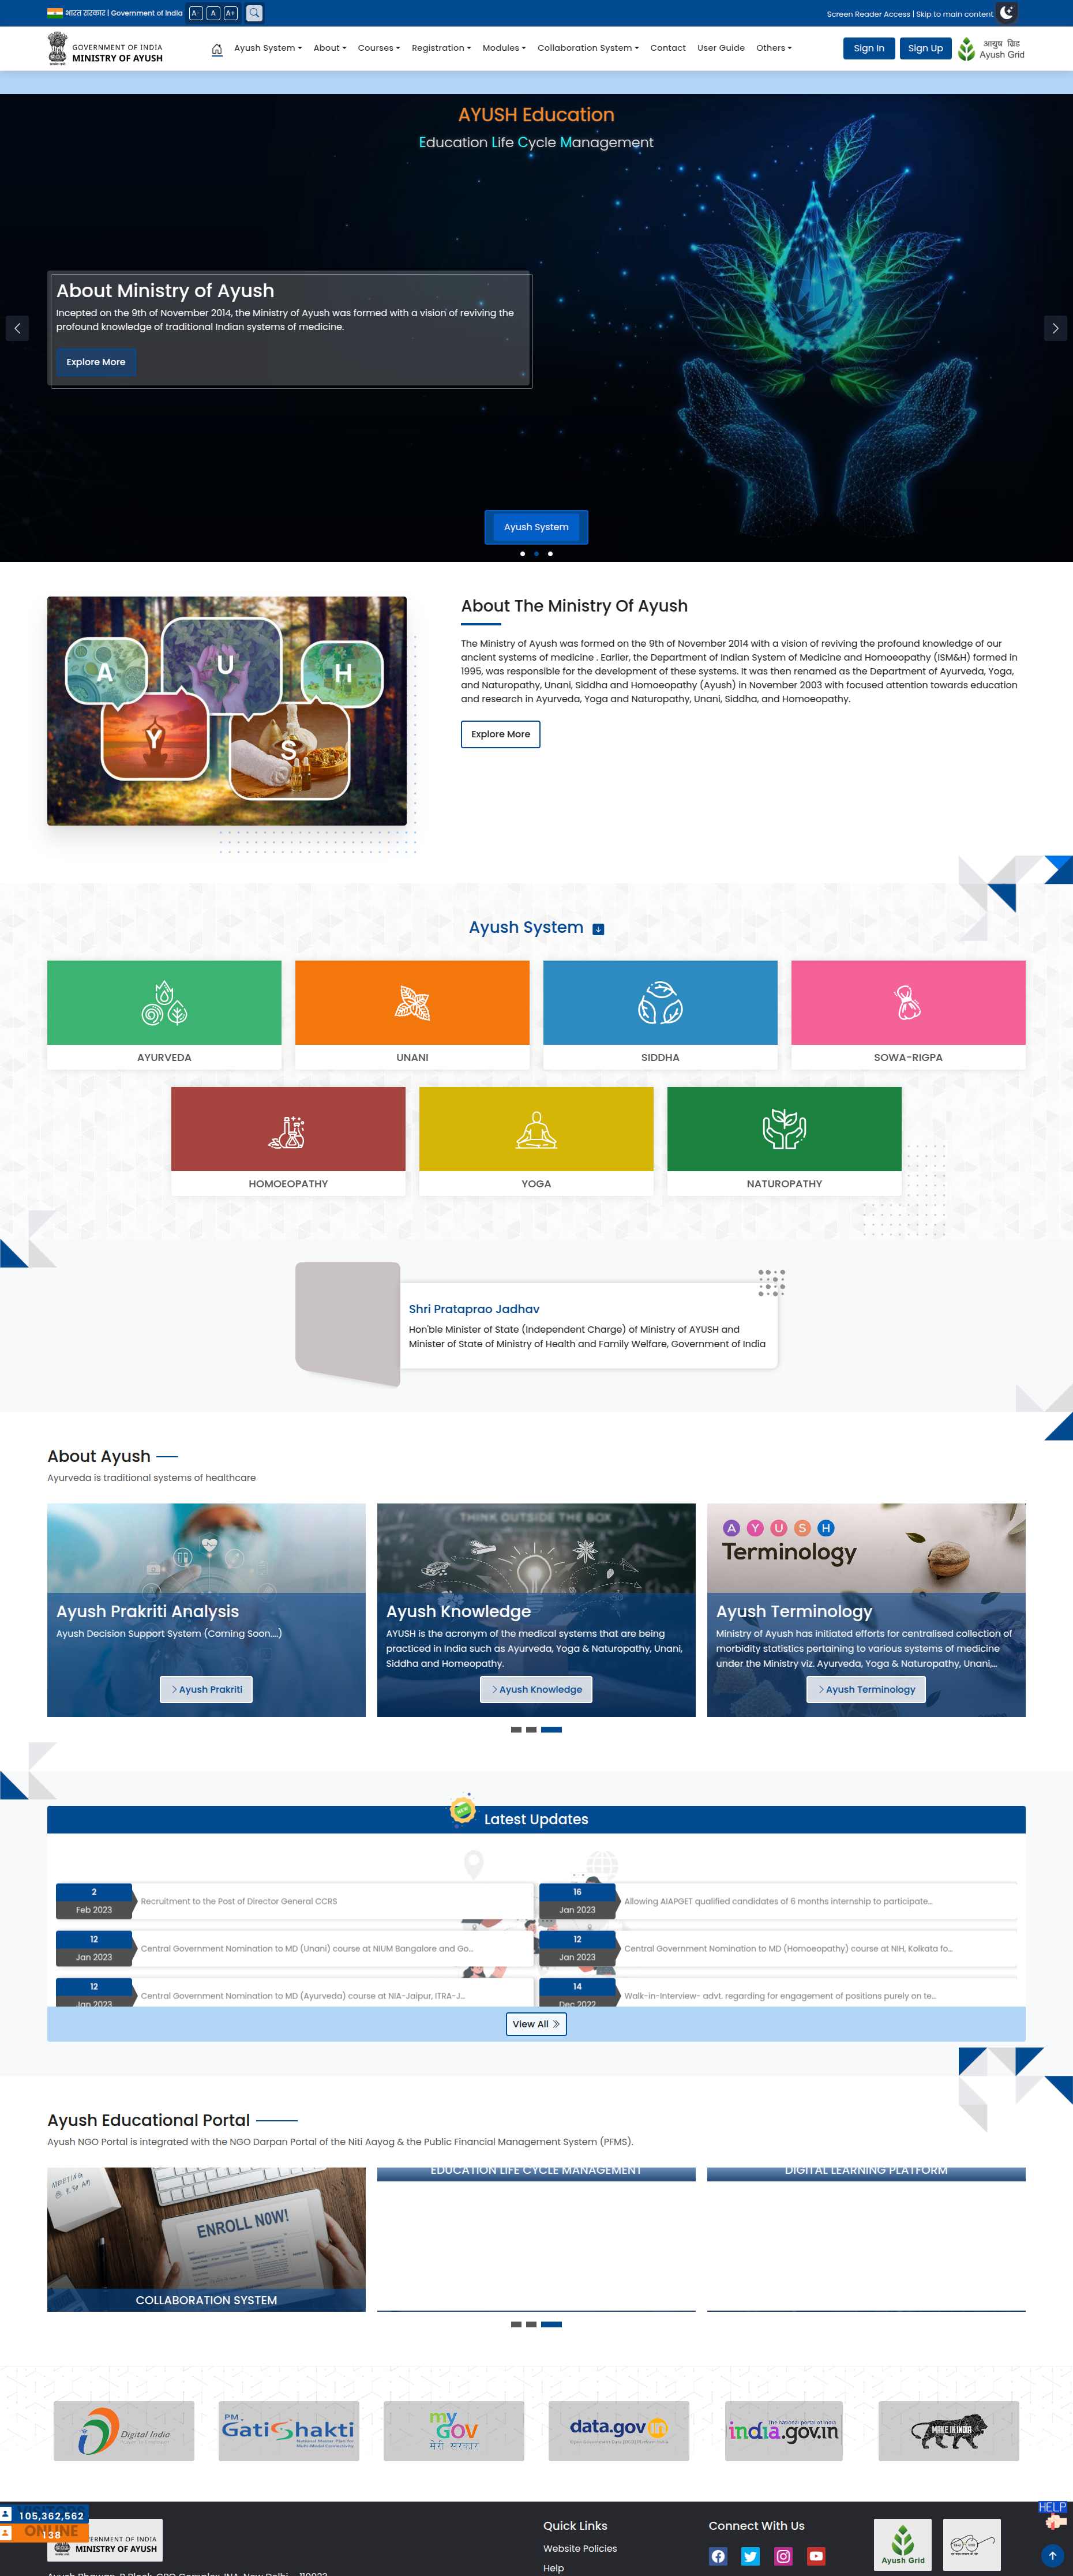 भारत सरकार | Government of India
A- A A+
Screen Reader Access | Skip to main content
GOVERNMENT OF INDIA
MINISTRY OF AYUSH
Ayush System About Courses Registration Modules Collaboration System Contact User Guide Others
Sign In Sign Up
आयुष ग्रिड
Ayush Grid
AYUSH Education
Education Life Cycle Management
About Ministry of Ayush
Incepted on the 9th of November 2014, the Ministry of Ayush was formed with a vision of reviving the
profound knowledge of traditional Indian systems of medicine.
Explore More
Ayush System
A Y U S H
About The Ministry Of Ayush
The Ministry of Ayush was formed on the 9th of November 2014 with a vision of reviving the profound knowledge of our
ancient systems of medicine . Earlier, the Department of Indian System of Medicine and Homoeopathy (ISM&H) formed in
1995, was responsible for the development of these systems. It was then renamed as the Department of Ayurveda, Yoga,
and Naturopathy, Unani, Siddha and Homoeopathy (Ayush) in November 2003 with focused attention towards education
and research in Ayurveda, Yoga and Naturopathy, Unani, Siddha, and Homoeopathy.
Explore More
Ayush System
AYURVEDA
UNANI
SIDDHA
SOWA-RIGPA
HOMOEOPATHY
YOGA
NATUROPATHY
Shri Prataprao Jadhav
Hon'ble Minister of State (Independent Charge) of Ministry of AYUSH and
Minister of State of Ministry of Health and Family Welfare, Government of India
About Ayush
Ayurveda is traditional systems of healthcare
Ayush Prakriti Analysis
Ayush Decision Support System (Coming Soon....)
Ayush Prakriti
THINK OUTSIDE THE BOX
Ayush Knowledge
AYUSH is the acronym of the medical systems that are being
practiced in India such as Ayurveda, Yoga & Naturopathy, Unani,
Siddha and Homeopathy.
Ayush Knowledge
A Y U S H
Terminology
Ayush Terminology
Ministry of Ayush has initiated efforts for centralised collection of
morbidity statistics pertaining to various systems of medicine
under the Ministry viz. Ayurveda, Yoga & Naturopathy, Unani,...
Ayush Terminology
Latest Updates
2
Feb 2023
Recruitment to the Post of Director General CCRS
16
Jan 2023
Allowing AIAPGET qualified candidates of 6 months internship to participate...
12
Jan 2023
Central Government Nomination to MD (Unani) course at NIUM Bangalore and Go...
12
Jan 2023
Central Government Nomination to MD (Homoeopathy) course at NIH, Kolkata fo...
12
Jan 2023
Central Government Nomination to MD (Ayurveda) course at NIA-Jaipur, ITRA-J...
14
Dec 2022
Walk-in-Interview- advt. regarding for engagement of positions purely on te...
View All
Ayush Educational Portal
Ayush NGO Portal is integrated with the NGO Darpan Portal of the Niti Aayog & the Public Financial Management System (PFMS).
ENROLL NOW!
COLLABORATION SYSTEM
EDUCATION LIFE CYCLE MANAGEMENT
DIGITAL LEARNING PLATFORM
Digital India
PM
GatiShakti
National Master Plan for
Multi-Modal Connectivity
my
GOV
मेरी सरकार
data.gov in
The national portal of India
india.gov.in
MAKE IN INDIA
105,362,562
ONLINE
138
GOVERNMENT OF INDIA
MINISTRY OF AYUSH
Ayush Bhawan, B Block, GPO Complex, INA, New Delhi - 110023
Quick Links
Website Policies
Help
Connect With Us
Ayush Grid
HELP